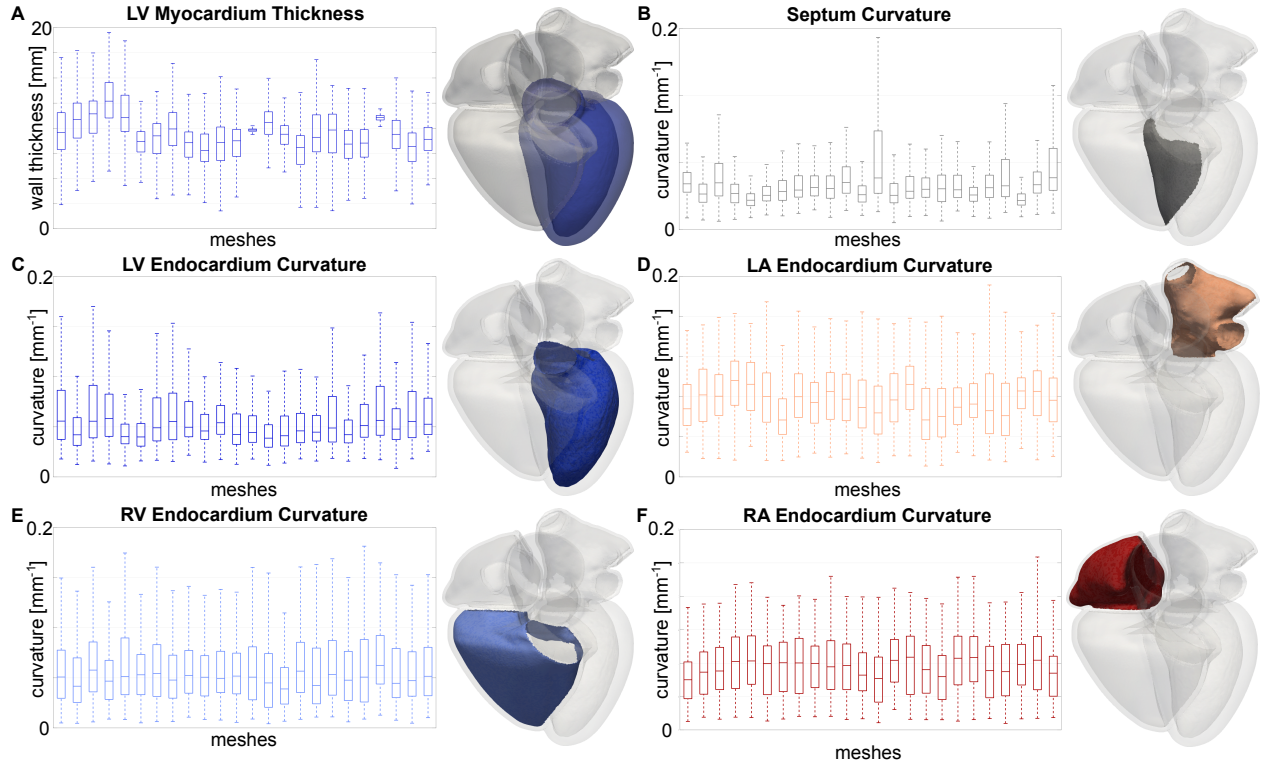 A LV Myocardium Thickness
20
wall thickness [mm]
0
meshes
B Septum Curvature
0.2
curvature [mm⁻¹]
0
meshes
C LV Endocardium Curvature
0.2
curvature [mm⁻¹]
0
meshes
D LA Endocardium Curvature
0.2
curvature [mm⁻¹]
0
meshes
E RV Endocardium Curvature
0.2
curvature [mm⁻¹]
0
meshes
F RA Endocardium Curvature
0.2
curvature [mm⁻¹]
0
meshes